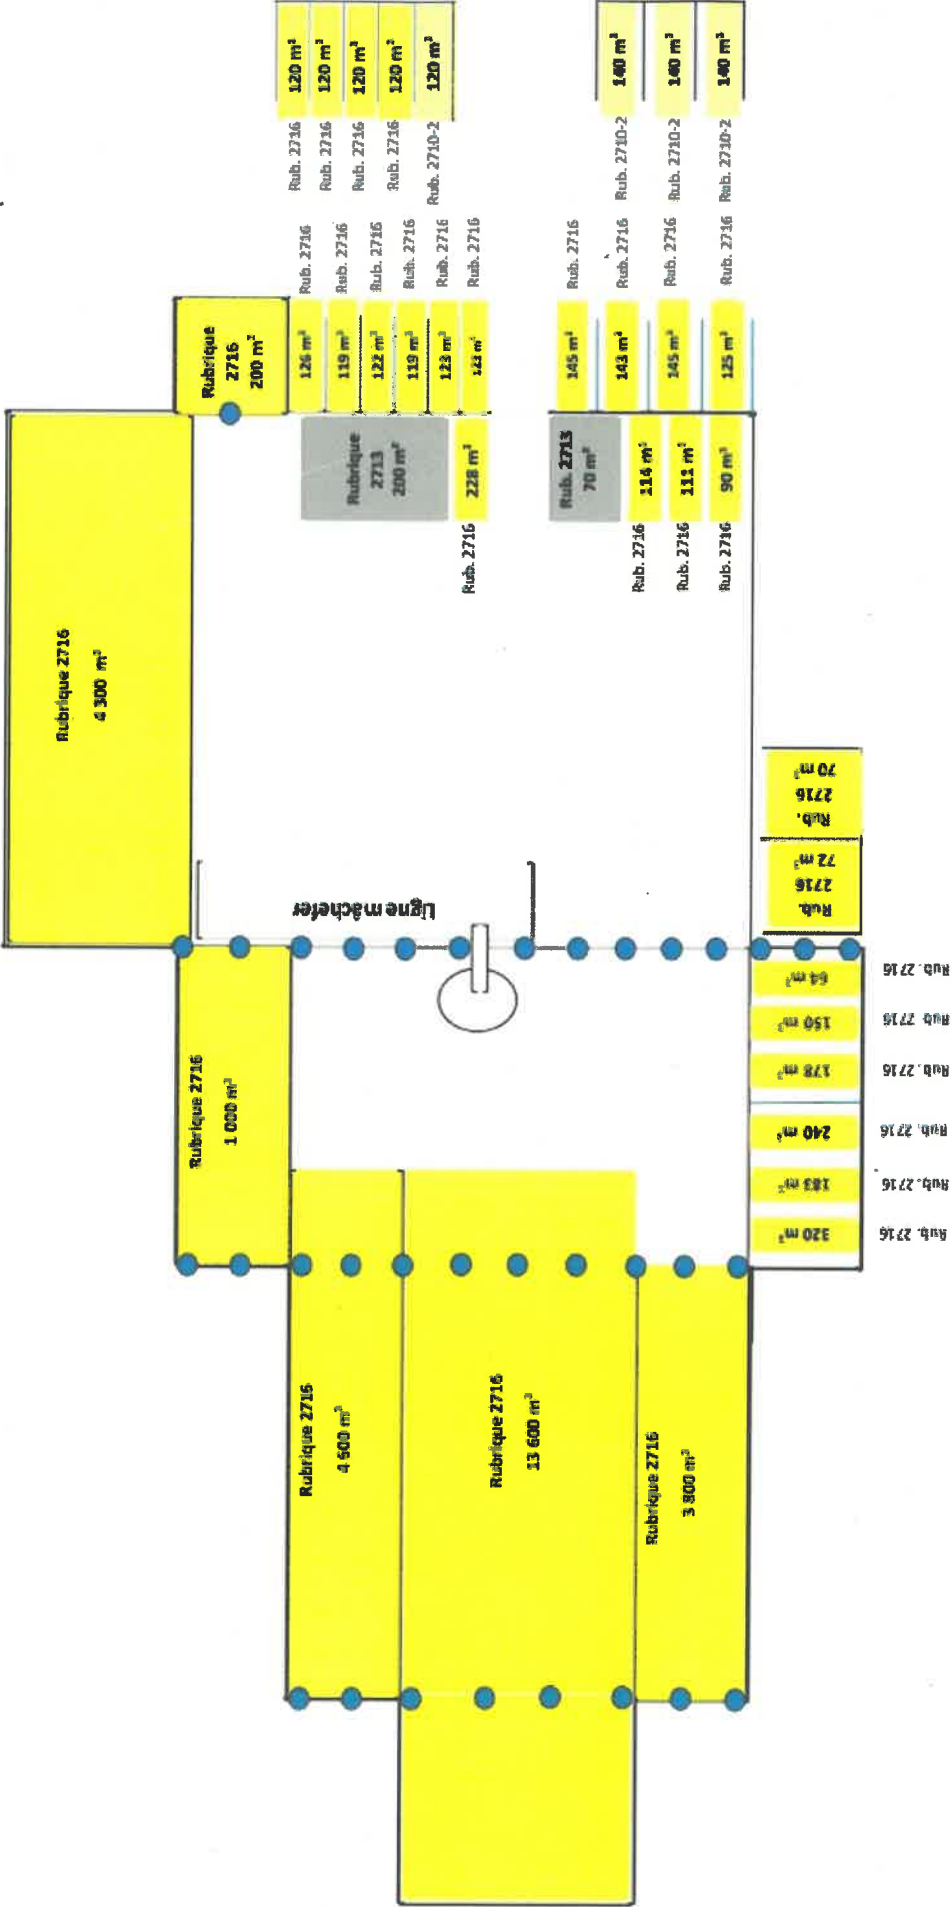 120 m³
120 m³
120 m³
120 m³
120 m³
Rub. 2716
Rub. 2716
Rub. 2716
Rub. 2716
Rub. 2710-2
140 m³
140 m³
140 m³
Rub. 2710-2
Rub. 2710-2
Rub. 2710-2
Rub. 2716
Rub. 2716
Rub. 2716
Rub. 2716
Rub. 2716
Rub. 2716
Rub. 2716
Rub. 2716
Rub. 2716
Rub. 2716
Rubrique
2716
200 m²
126 m³
119 m³
122 m³
119 m³
123 m³
123 m³
145 m³
143 m³
145 m³
125 m³
Rubrique
2713
200 m²
228 m³
Rub. 2716
Rub. 2713
70 m²
114 m³
111 m³
90 m³
Rub. 2716
Rub. 2716
Rub. 2716
Rubrique 2716
4 300 m³
Ligne mâchefer
Rub.
2716
70 m³
Rub.
2716
72 m³
64 m³
150 m³
178 m³
240 m³
183 m³
320 m³
Rub. 2716
Rub 2716
Rub. 2716
Rub. 2716
Rub. 2716
Rub. 2716
Rubrique 2716
1 000 m³
Rubrique 2716
4 600 m³
Rubrique 2716
13 600 m³
Rubrique 2716
3 800 m³